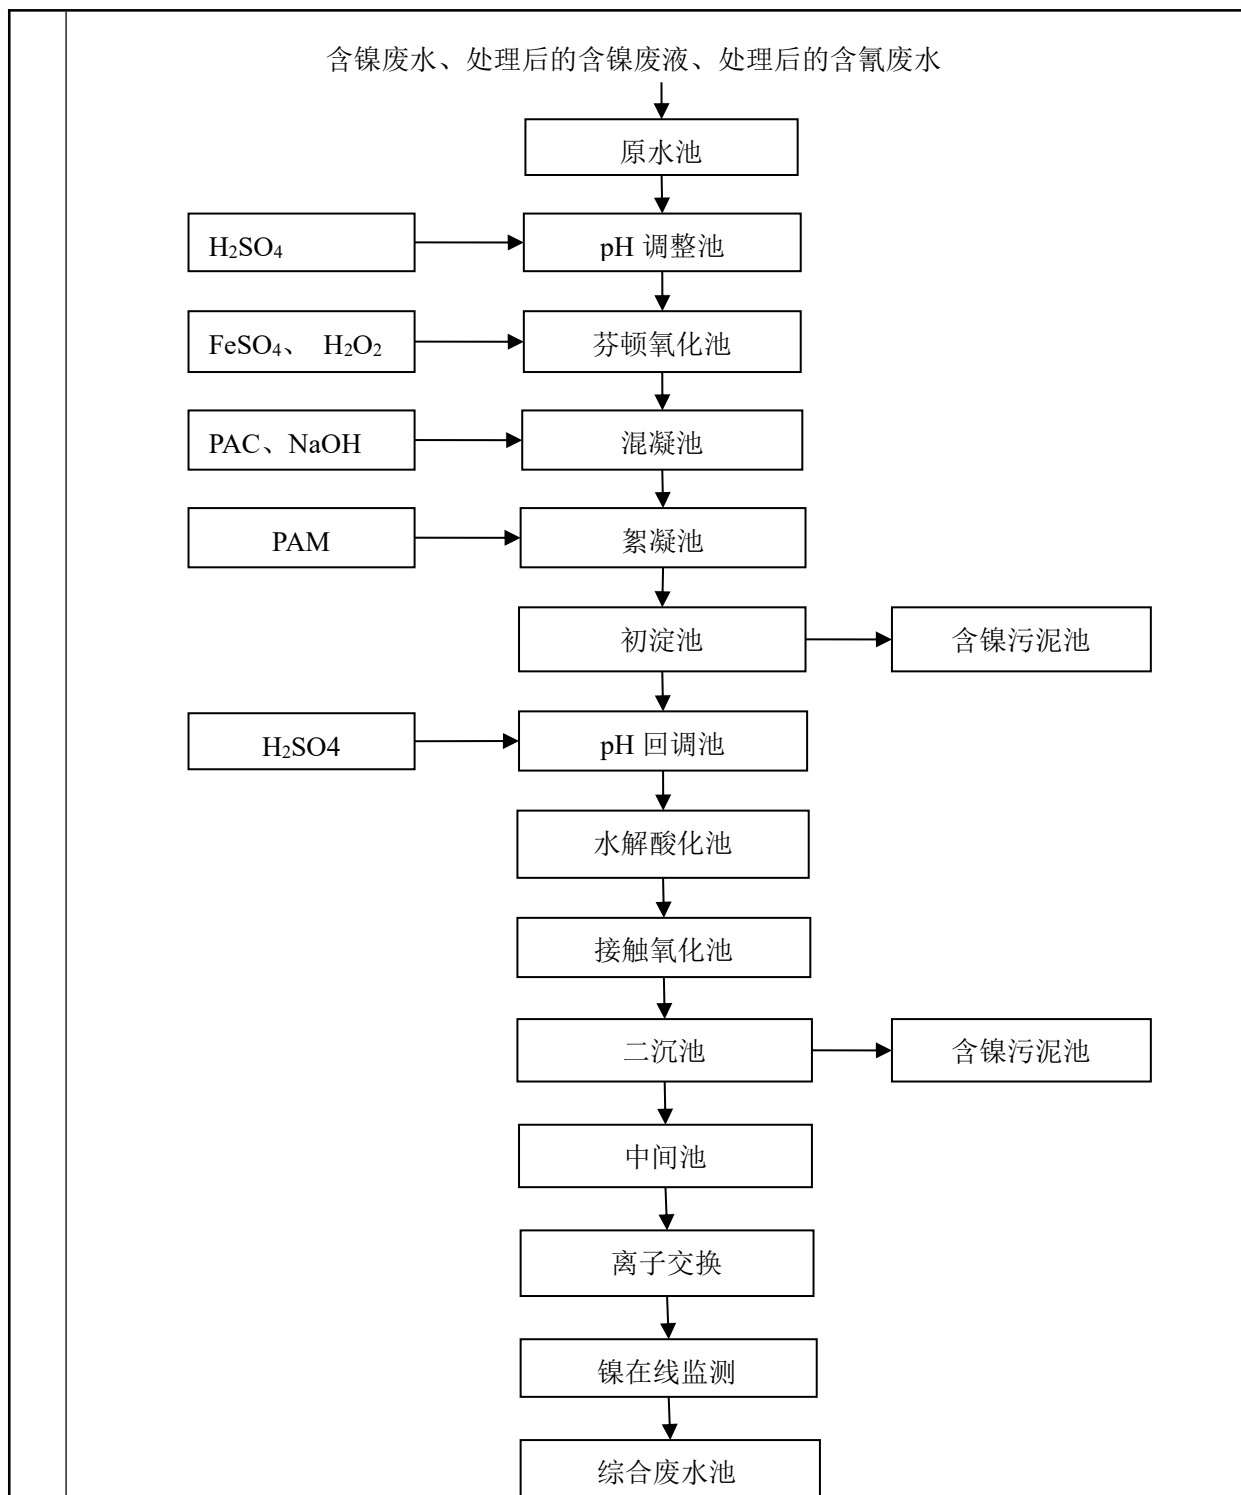 含镍废水、处理后的含镍废液、处理后的含氰废水
原水池
H₂SO₄
pH 调整池
FeSO₄、 H₂O₂
芬顿氧化池
PAC、NaOH
混凝池
PAM
絮凝池
初淀池
含镍污泥池
H₂SO4
pH 回调池
水解酸化池
接触氧化池
二沉池
含镍污泥池
中间池
离子交换
镍在线监测
综合废水池